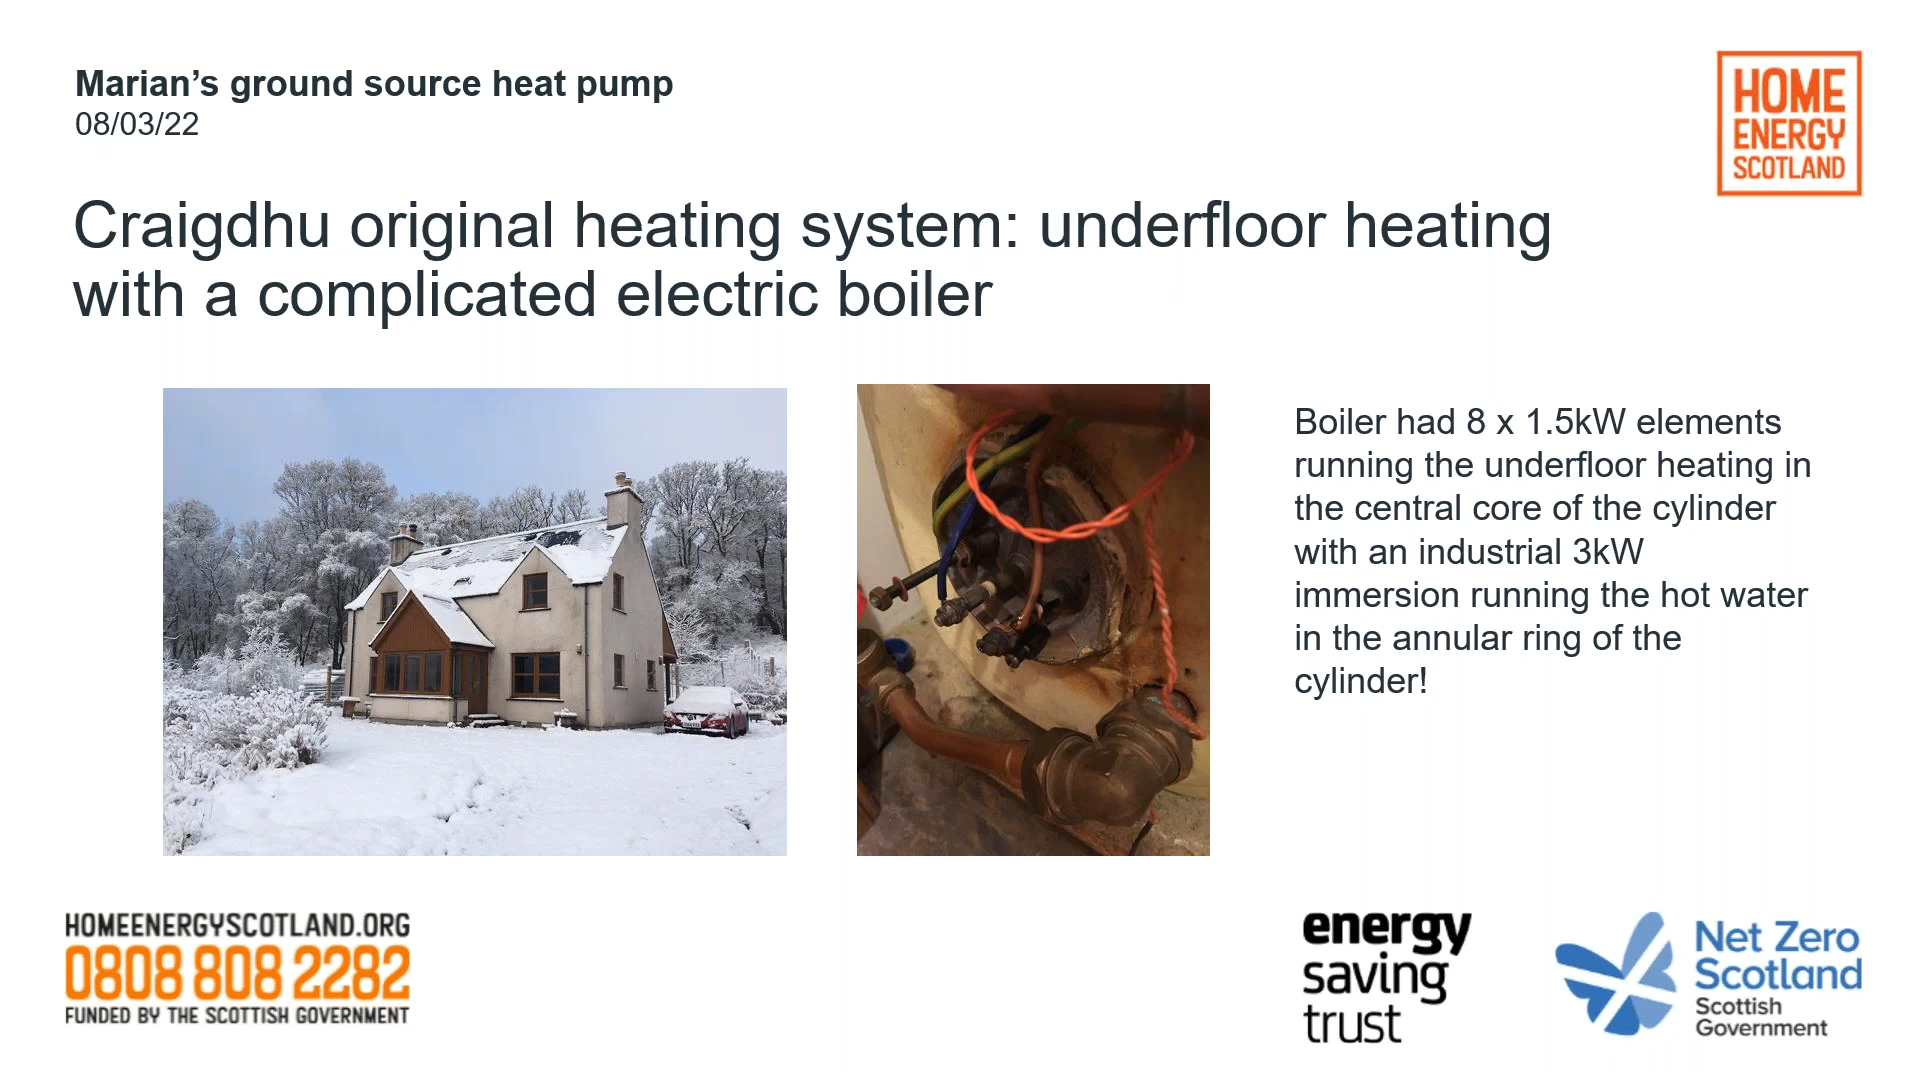 Marian’s ground source heat pump
08/03/22
HOME
ENERGY
SCOTLAND
Craigdhu original heating system: underfloor heating
with a complicated electric boiler
Boiler had 8 x 1.5kW elements
running the underfloor heating in
the central core of the cylinder
with an industrial 3kW
immersion running the hot water
in the annular ring of the
cylinder!
HOMEENERGYSCOTLAND.ORG
0808 808 2282
FUNDED BY THE SCOTTISH GOVERNMENT
energy
saving
trust
Net Zero
Scotland
Scottish
Government